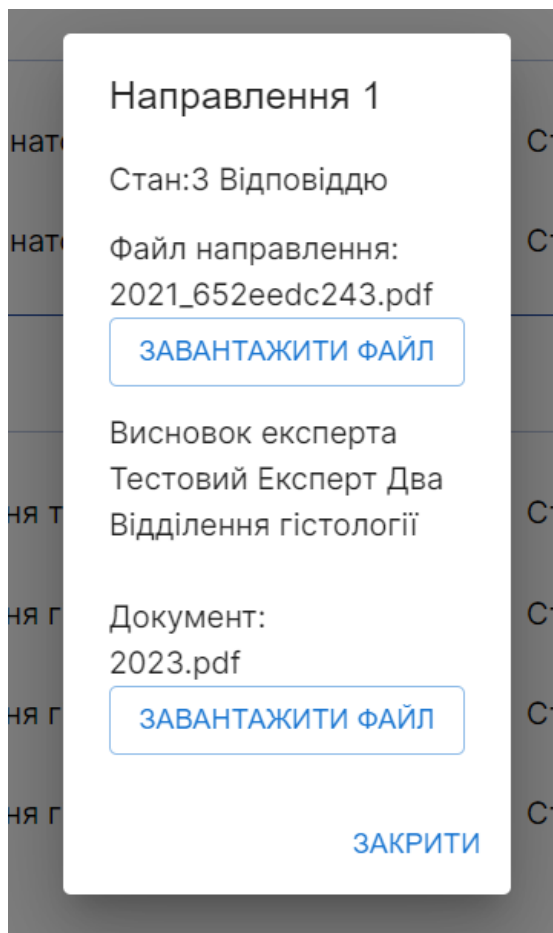 Направлення 1
Стан:З Відповіддю
Файл направлення:
2021_652eedc243.pdf
ЗАВАНТАЖИТИ ФАЙЛ
Висновок експерта
Тестовий Експерт Два
Відділення гістології
Документ:
2023.pdf
ЗАВАНТАЖИТИ ФАЙЛ
ЗАКРИТИ